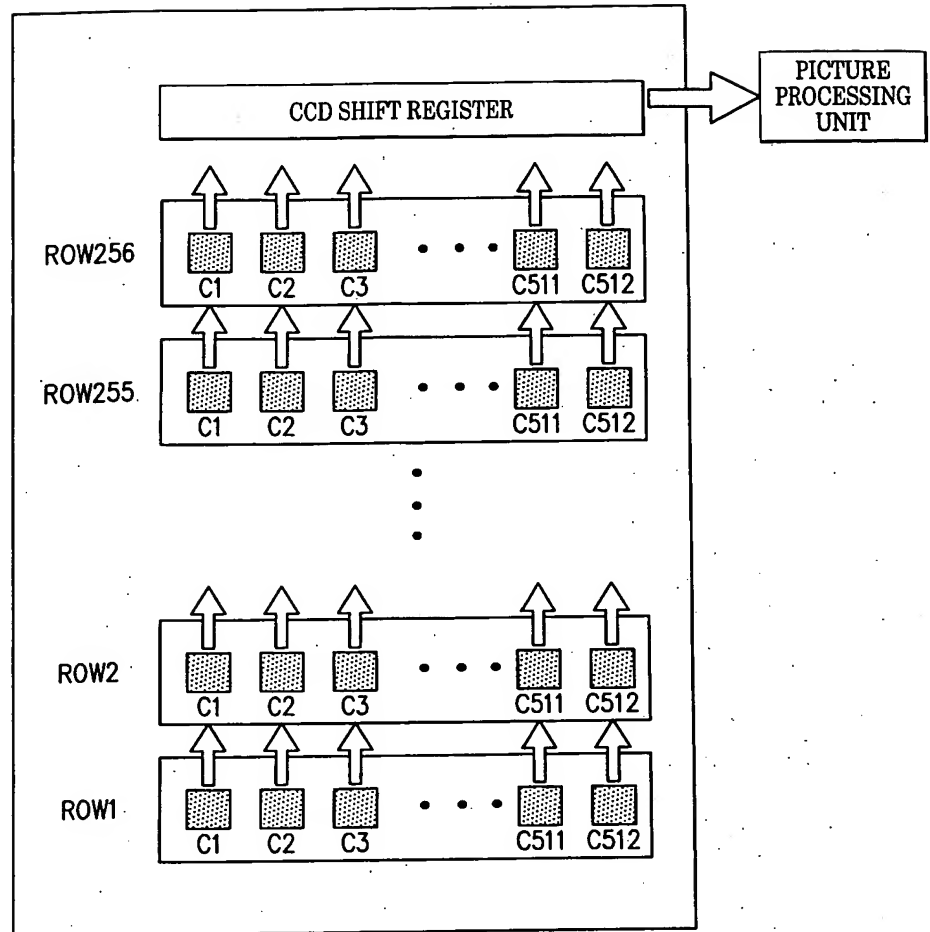 CCD SHIFT REGISTER
PICTURE
PROCESSING
UNIT
ROW256
C1 C2 C3 C511 C512
ROW255
C1 C2 C3 C511 C512
ROW2
C1 C2 C3 C511 C512
ROW1
C1 C2 C3 C511 C512